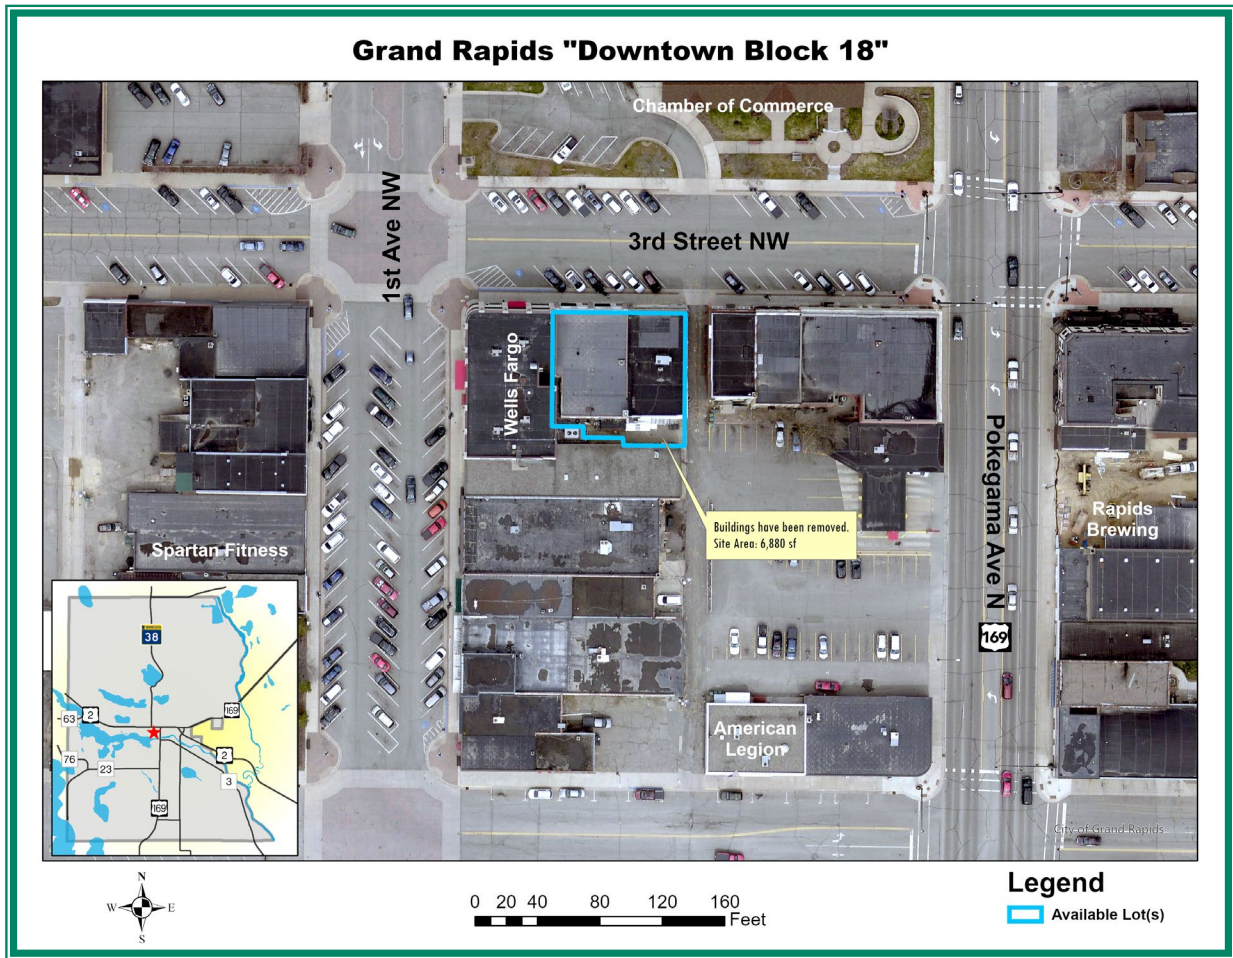 Grand Rapids "Downtown Block 18"
Chamber of Commerce
1st Ave NW
3rd Street NW
Wells Fargo
Pokegama Ave N
169
Buildings have been removed.
Site Area: 6,880 sf
Rapids
Brewing
Spartan Fitness
American
Legion
38
169
63
2
2
76
23
3
169
City of Grand Rapids
N
W
E
S
0 20 40 80 120 160
Feet
Legend
Available Lot(s)